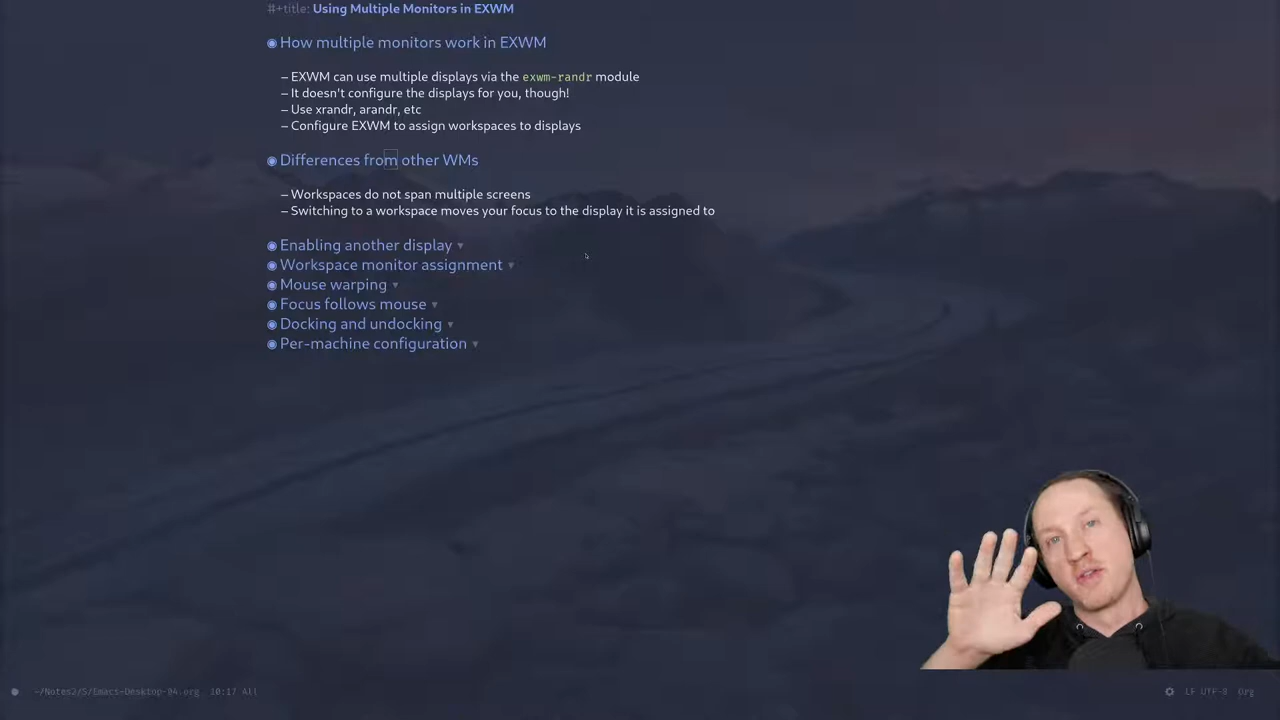 #+title: Using Multiple Monitors in EXWM
◉ How multiple monitors work in EXWM
– EXWM can use multiple displays via the exwm-randr module
– It doesn't configure the displays for you, though!
– Use xrandr, arandr, etc
– Configure EXWM to assign workspaces to displays
◉ Differences from other WMs
– Workspaces do not span multiple screens
– Switching to a workspace moves your focus to the display it is assigned to
◉ Enabling another display ▾
◉ Workspace monitor assignment ▾
◉ Mouse warping ▾
◉ Focus follows mouse ▾
◉ Docking and undocking ▾
◉ Per-machine configuration ▾
~/Notes2/S/Emacs-Desktop-04.org 10:17 All LF UTF-8 Org